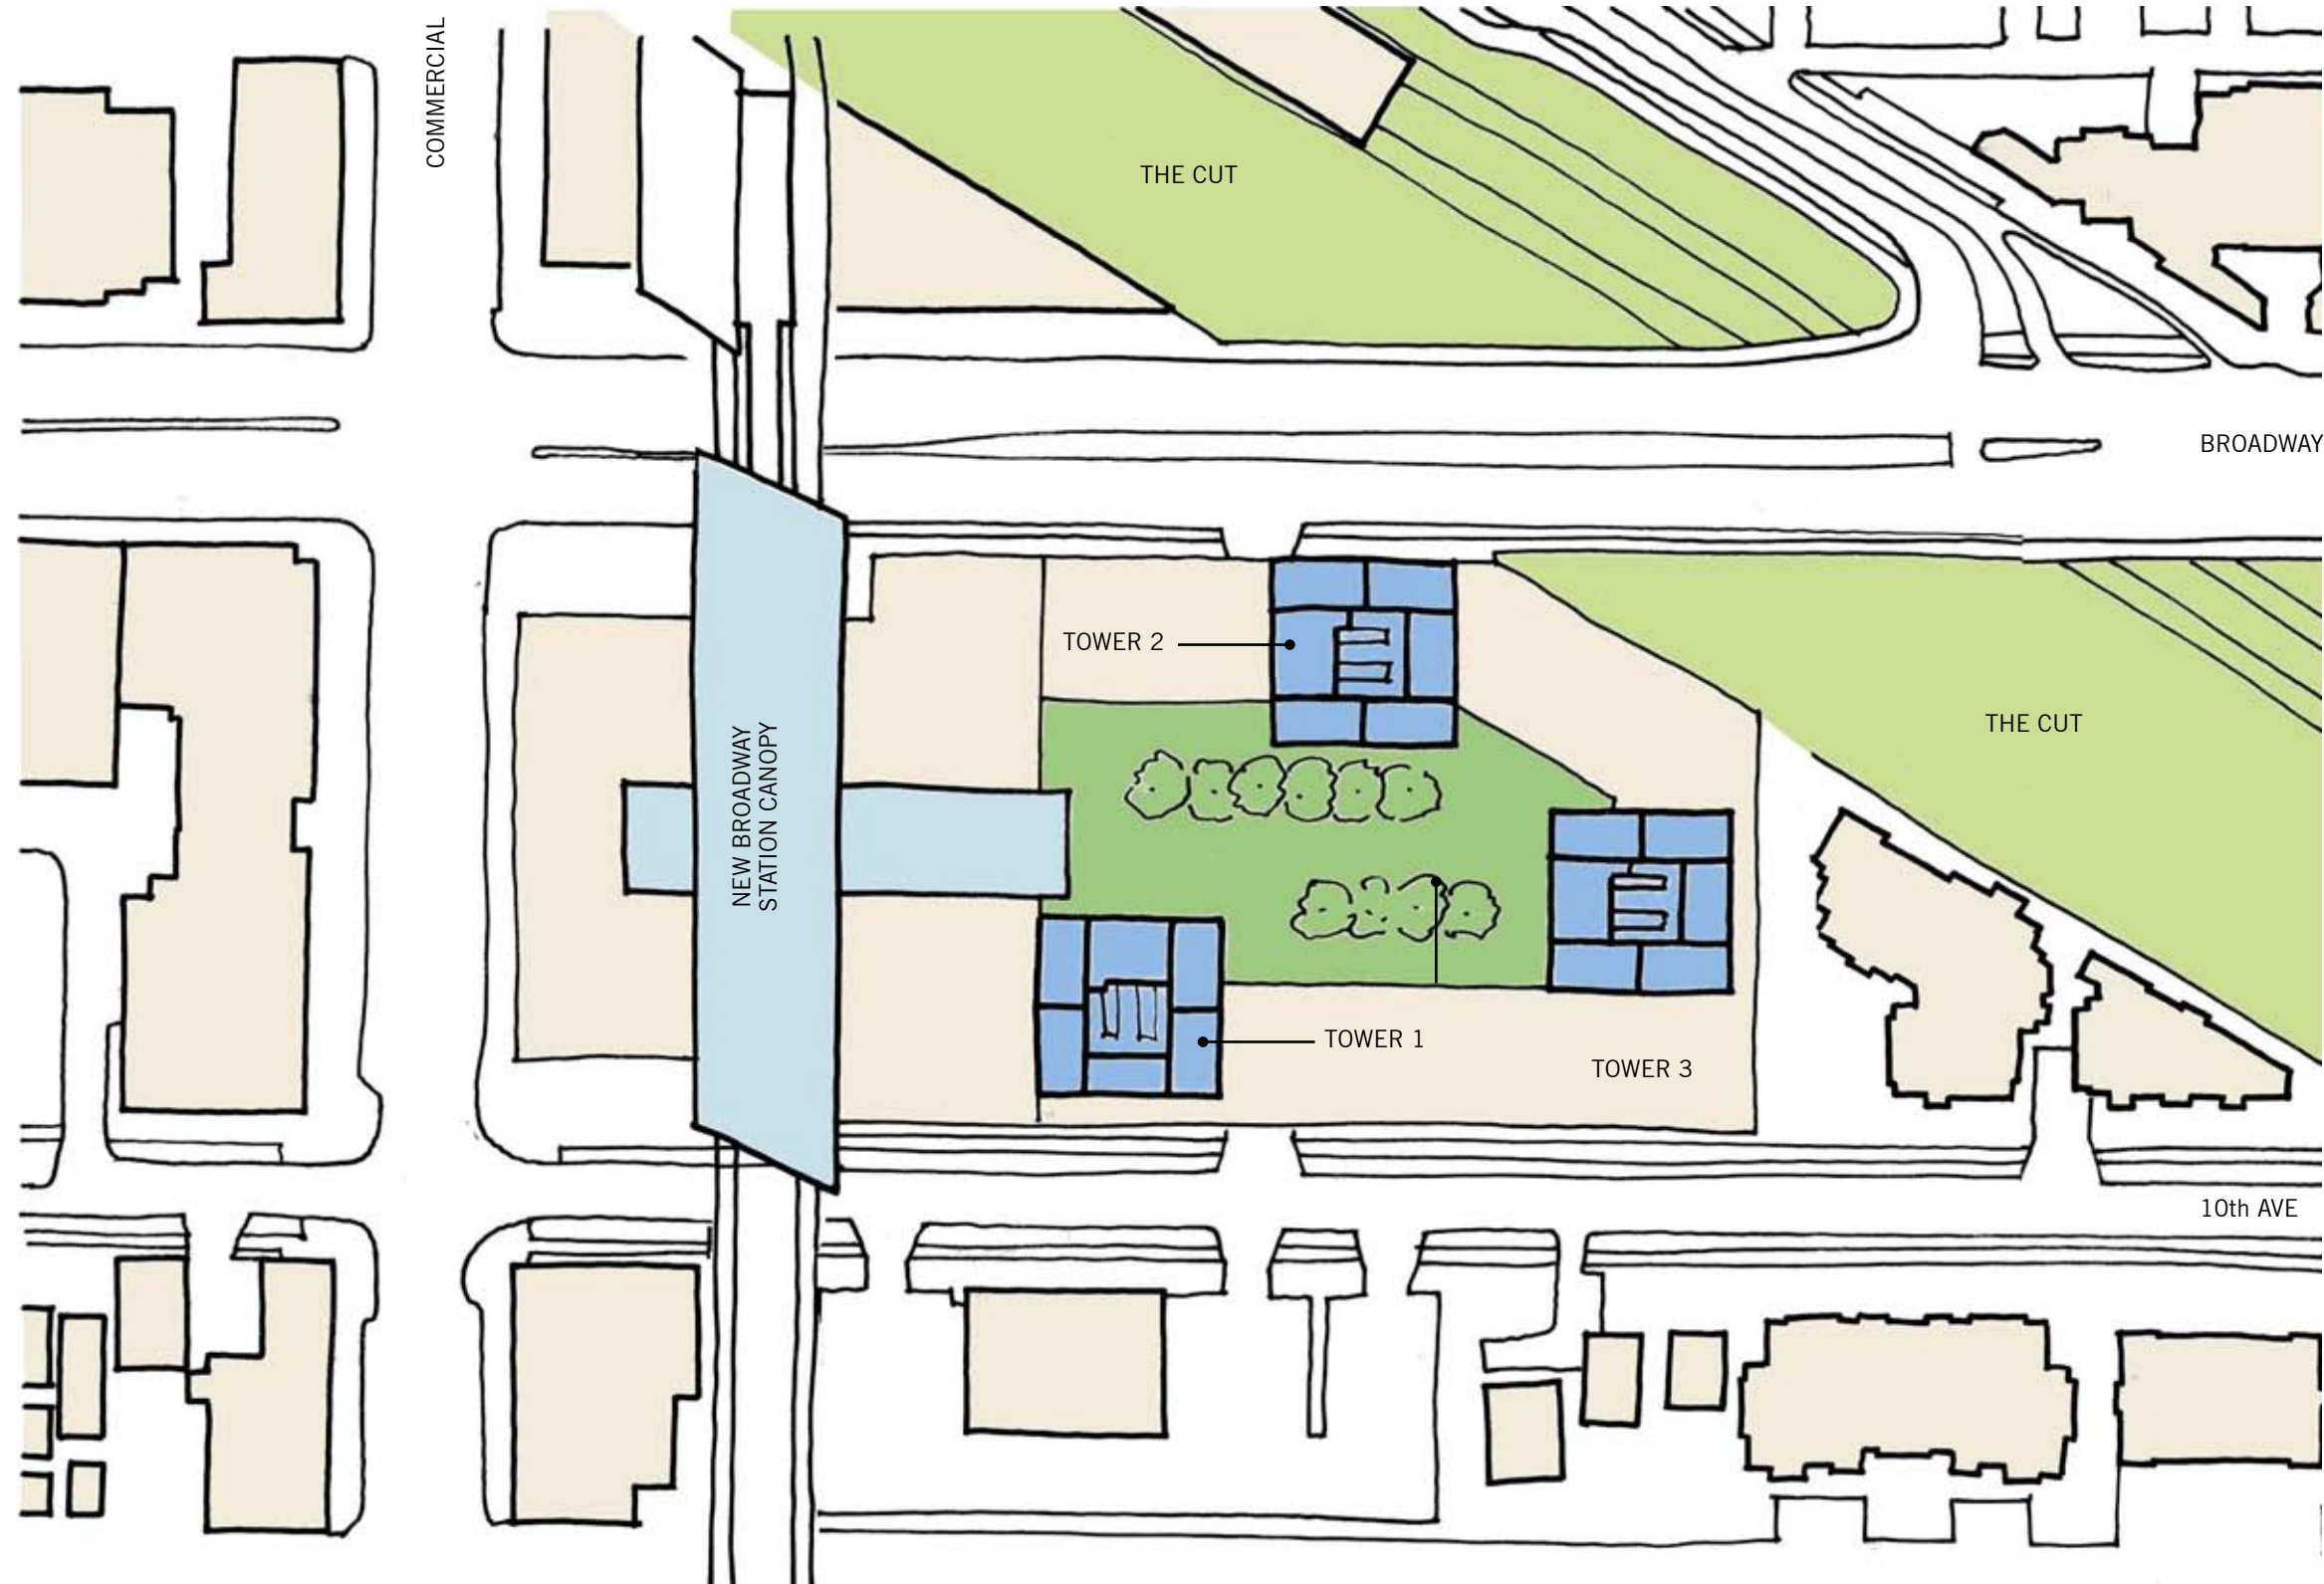 COMMERCIAL
THE CUT
BROADWAY
TOWER 2
THE CUT
NEW BROADWAY
STATION CANOPY
TOWER 1
TOWER 3
10th AVE